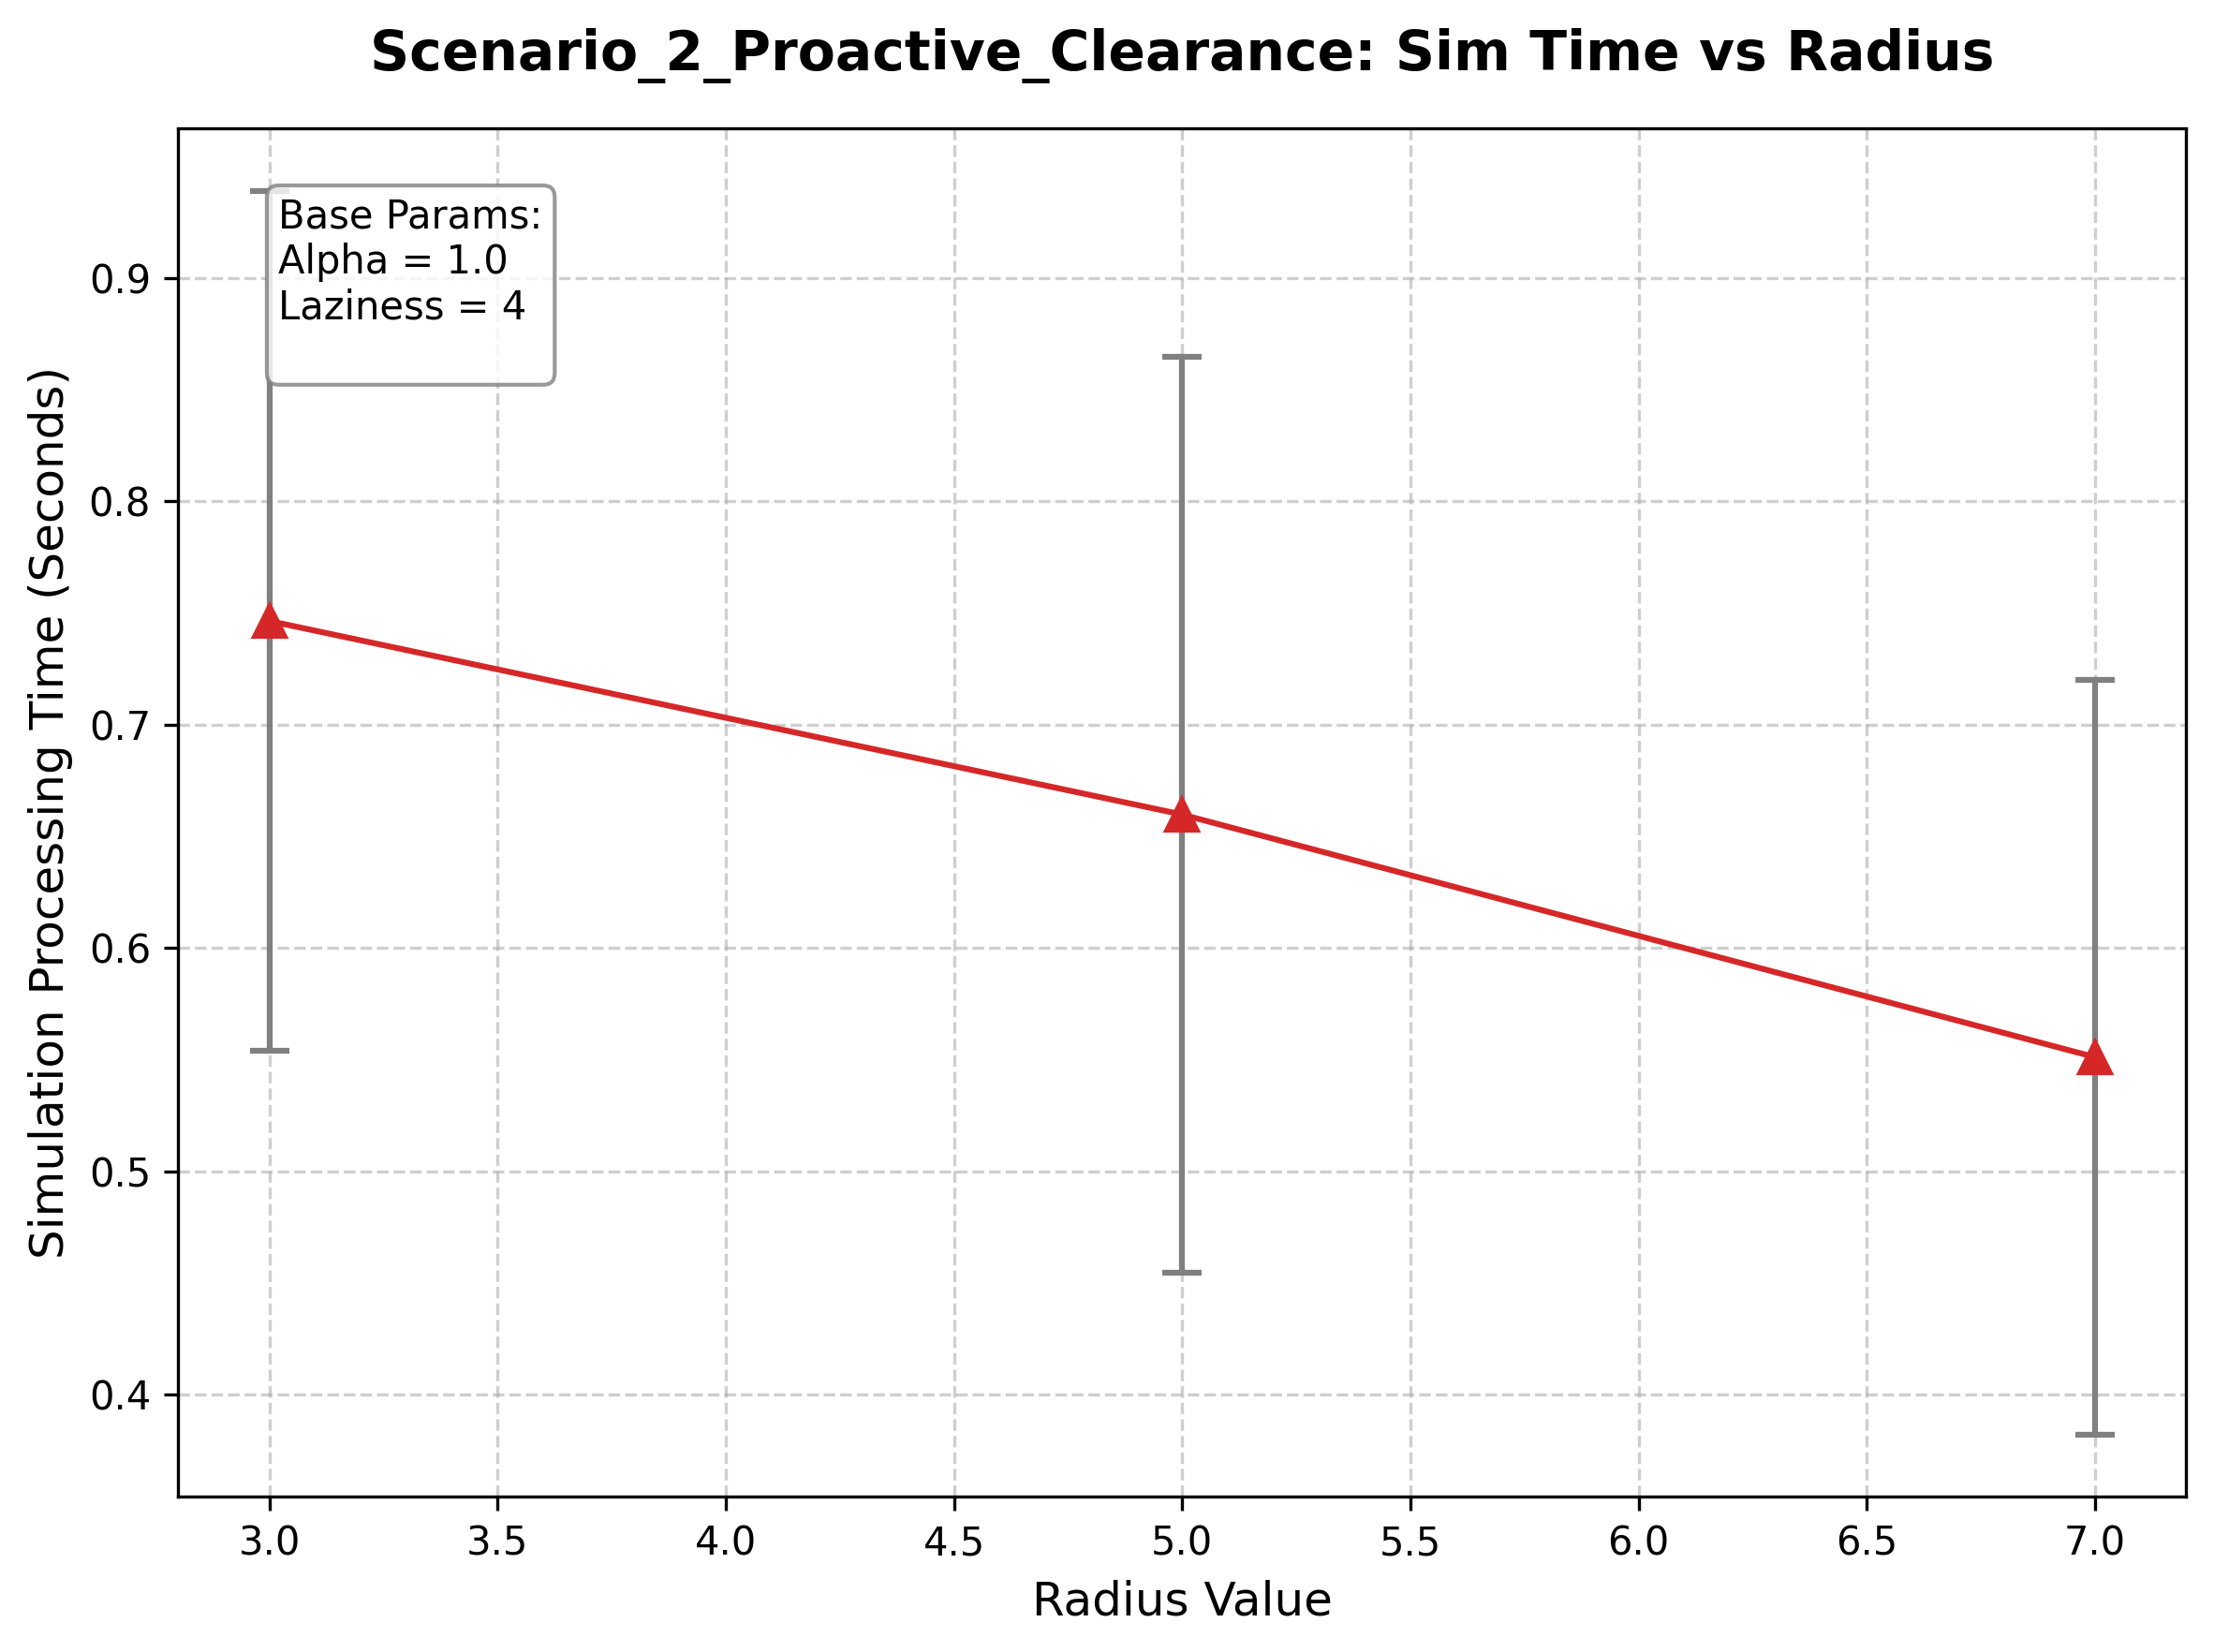 Scenario_2_Proactive_Clearance: Sim Time vs Radius
Base Params:
Alpha = 1.0
Laziness = 4
Simulation Processing Time (Seconds)
0.9
0.8
0.7
0.6
0.5
0.4
3.0 3.5 4.0 4.5 5.0 5.5 6.0 6.5 7.0
Radius Value